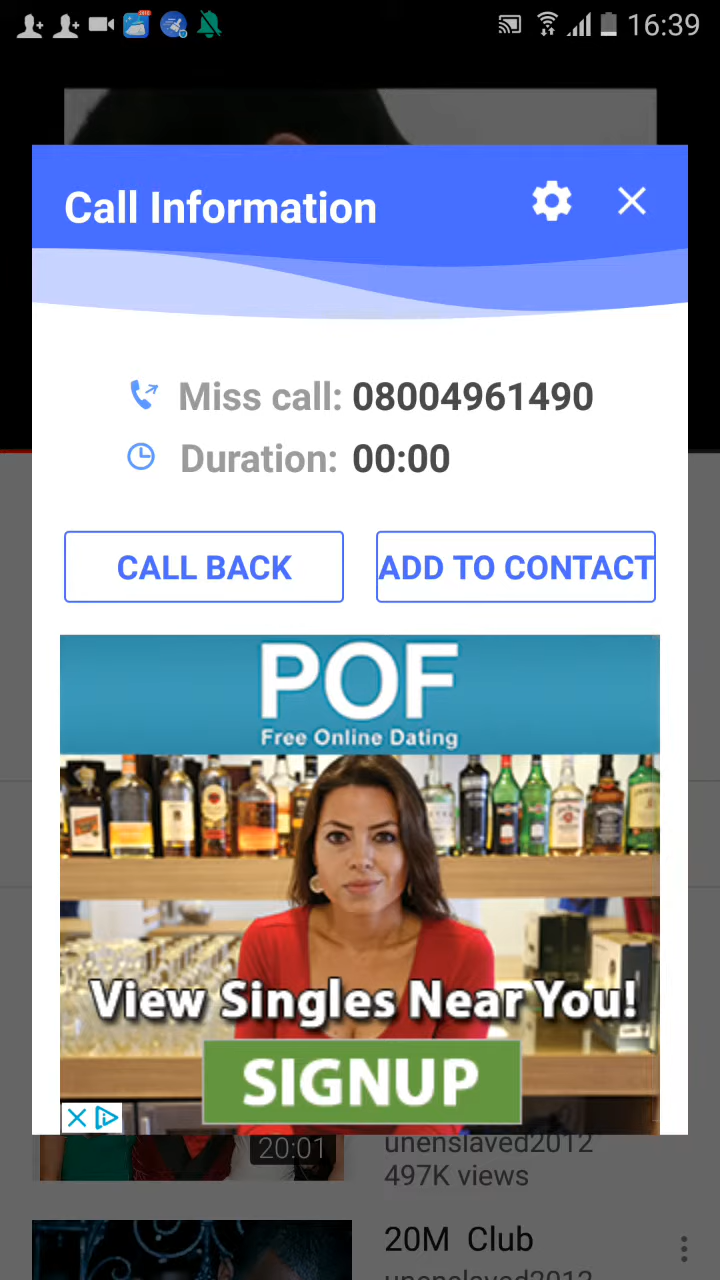 16:39
Call Information
Miss call: 08004961490
Duration: 00:00
CALL BACK
ADD TO CONTACT
POF
Free Online Dating
View Singles Near You!
SIGNUP
20:01
unenslaved2012
497K views
20M Club
unenslaved2012